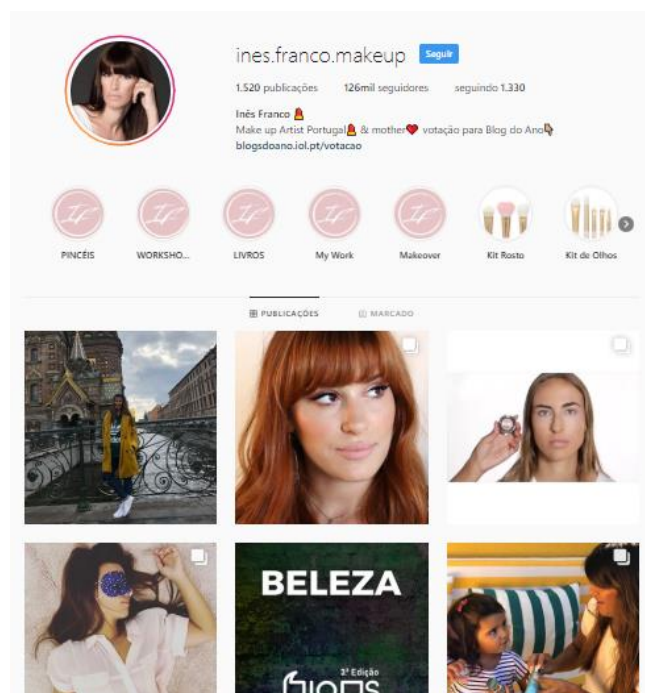 ines.franco.makeup Seguir
1.520 publicações 126mil seguidores seguindo 1.330
Inês Franco
Make up Artist Portugal & mother votação para Blog do Ano
blogsdoano.iol.pt/votacao
PINCÉIS WORKSHO... LIVROS My Work Makeover Kit Rosto Kit de Olhos
PUBLICAÇÕES MARCADO
BELEZA
3ª Edição